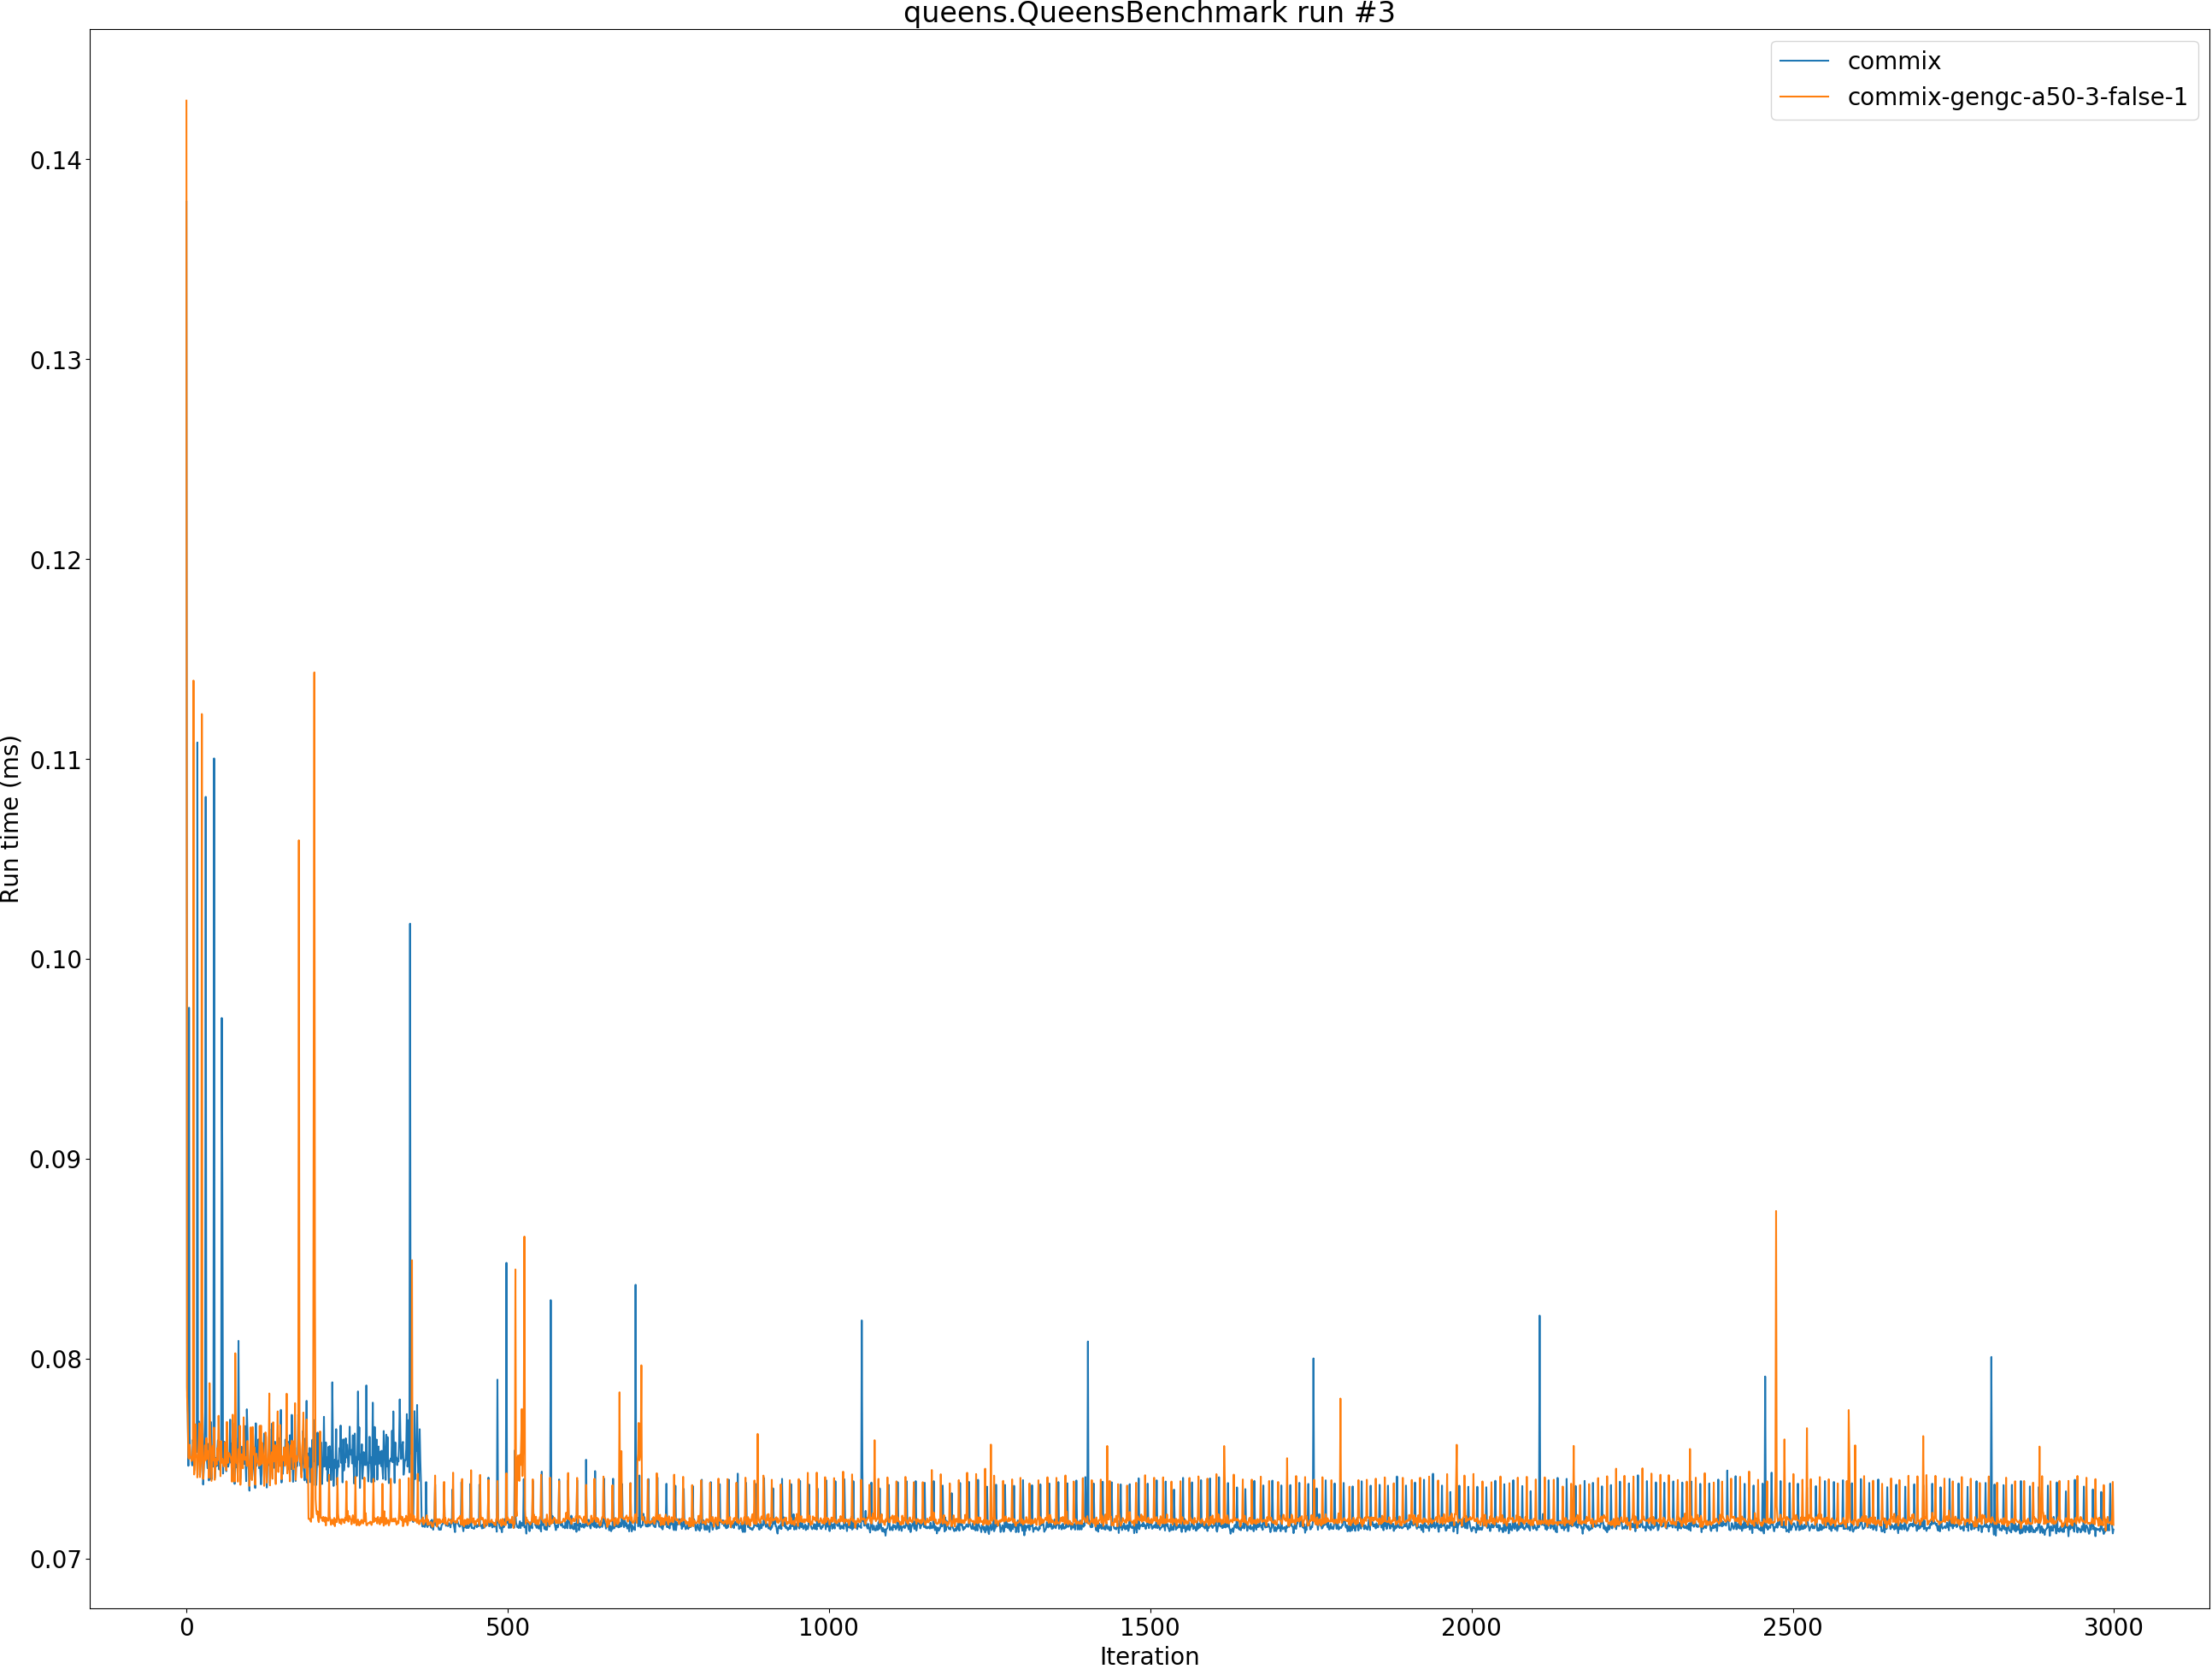 queens.QueensBenchmark run #3
commix
commix-gengc-a50-3-false-1
Run time (ms)
0.14
0.13
0.12
0.11
0.10
0.09
0.08
0.07
0 500 1000 1500 2000 2500 3000
Iteration